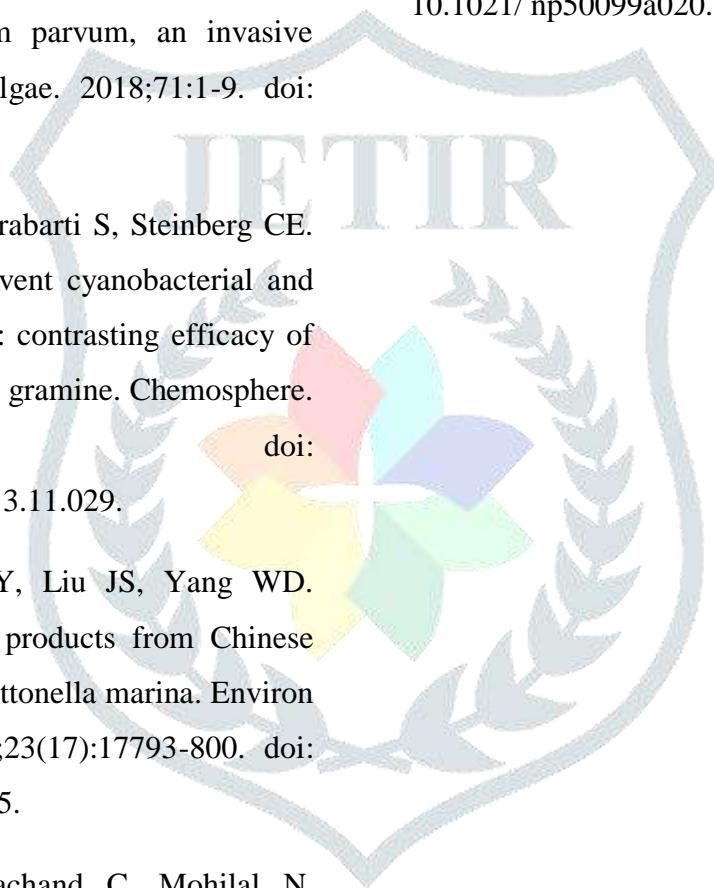 m parvum, an invasive
lgae. 2018;71:1-9. doi:
rabarti S, Steinberg CE.
vent cyanobacterial and
: contrasting efficacy of
gramine. Chemosphere.
doi:
3.11.029.
Y, Liu JS, Yang WD.
products from Chinese
ttonella marina. Environ
;23(17):17793-800. doi:
5.
achand C, Mohilal N,
10.1021/ np50099a020.
JETIR